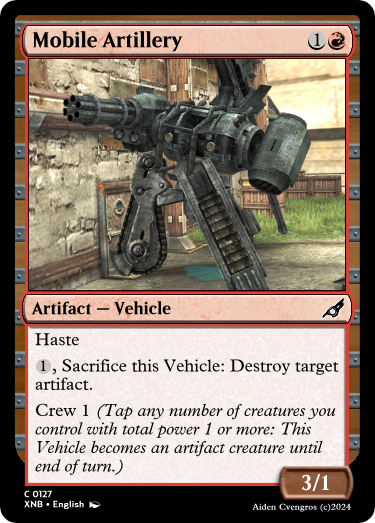 Mobile Artillery 1
Artifact — Vehicle
Haste
1, Sacrifice this Vehicle: Destroy target
artifact.
Crew 1 (Tap any number of creatures you
control with total power 1 or more: This
Vehicle becomes an artifact creature until
end of turn.)
3/1
C 0127
XNB • English
Aiden Cvengros (c)2024